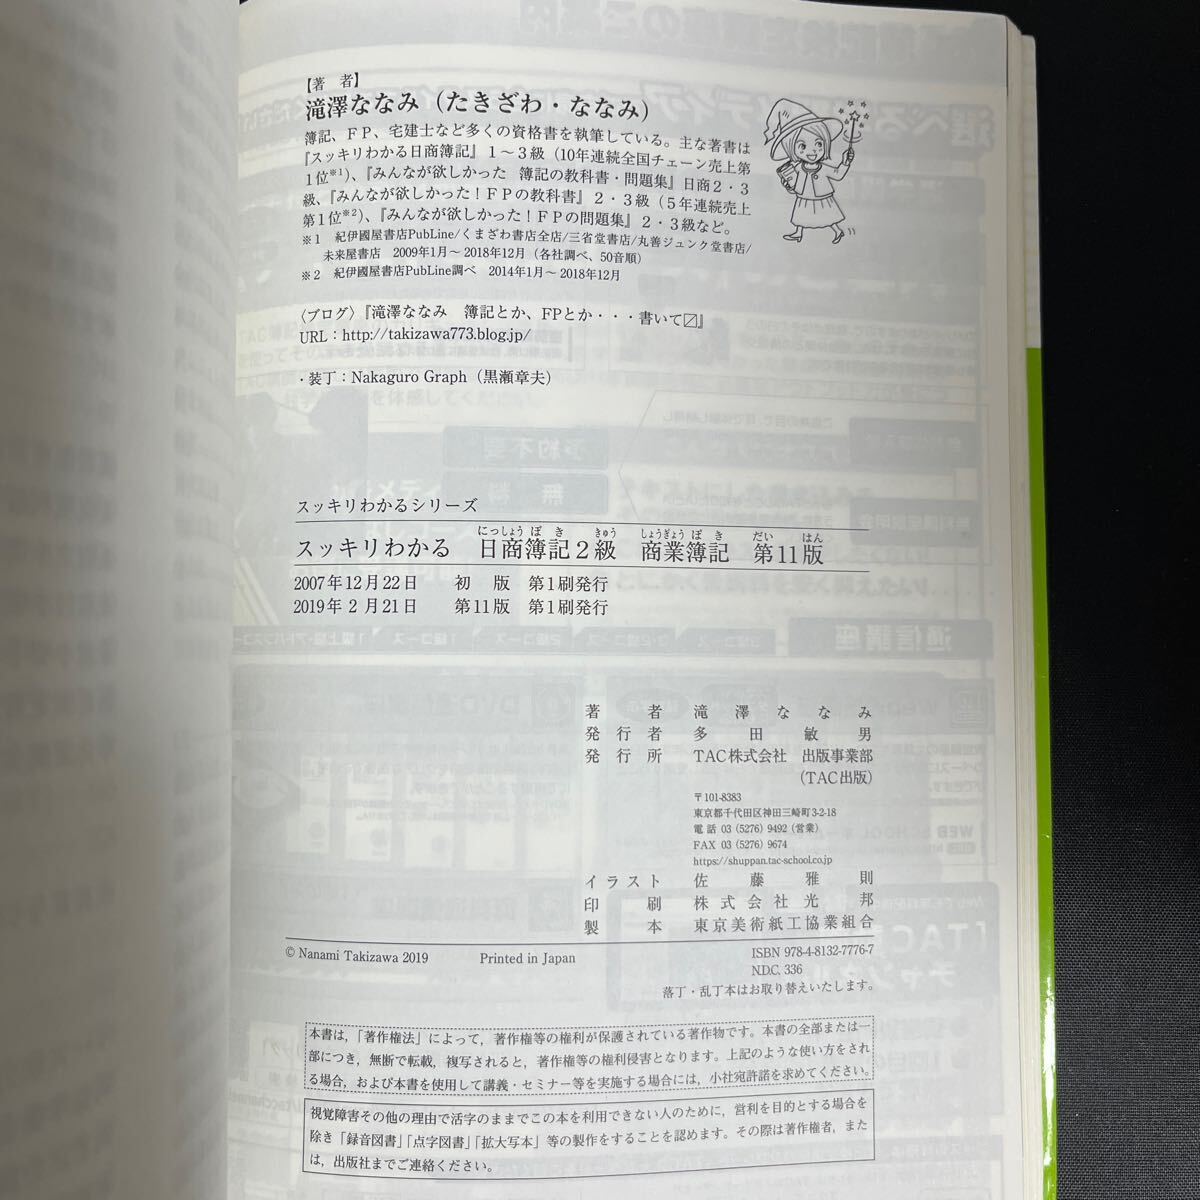 【著 者】
滝澤ななみ（たきざわ・ななみ）
簿記、ＦＰ、宅建士など多くの資格書を執筆している。主な著書は
『スッキリわかる日商簿記』１～３級（10年連続全国チェーン売上第
１位※1）、『みんなが欲しかった 簿記の教科書・問題集』日商２・３
級、『みんなが欲しかった！ＦＰの教科書』２・３級（５年連続売上
第１位※2）、『みんなが欲しかった！ＦＰの問題集』２・３級など。
※１ 紀伊國屋書店PubLine/くまざわ書店全店/三省堂書店/丸善ジュンク堂書店/
未来屋書店 2009年1月～2018年12月（各社調べ、50音順）
※２ 紀伊國屋書店PubLine調べ 2014年1月～2018年12月
〈ブログ〉『滝澤ななみ 簿記とか、FPとか・・・書いて〼』
URL：http://takizawa773.blog.jp/
・装丁：Nakaguro Graph（黒瀬章夫）
スッキリわかるシリーズ
にっしょう ぼ き きゅう しょうぎょう ぼ き だい はん
スッキリわかる 日商簿記２級 商業簿記 第11版
2007年12月22日 初 版 第１刷発行
2019年２月21日 第11版 第１刷発行
著 者 滝澤ななみ
発行者 多田敏男
発行所 TAC株式会社 出版事業部
（TAC出版）
〒101-8383
東京都千代田区神田三崎町3-2-18
電話 03（5276）9492（営業）
FAX 03（5276）9674
https://shuppan.tac-school.co.jp
イラスト 佐藤雅則
印 刷 株式会社光邦
製 本 東京美術紙工協業組合
© Nanami Takizawa 2019 Printed in Japan ISBN 978-4-8132-7776-7
N.D.C. 336
落丁・乱丁本はお取り替えいたします。
本書は，「著作権法」によって，著作権等の権利が保護されている著作物です。本書の全部または一
部につき，無断で転載，複写されると，著作権等の権利侵害となります。上記のような使い方をされ
る場合，および本書を使用して講義・セミナー等を実施する場合には，小社宛許諾を求めてください。
視覚障害その他の理由で活字のままでこの本を利用できない人のために，営利を目的とする場合を
除き「録音図書」「点字図書」「拡大写本」等の製作をすることを認めます。その際は著作権者，また
は，出版社までご連絡ください。